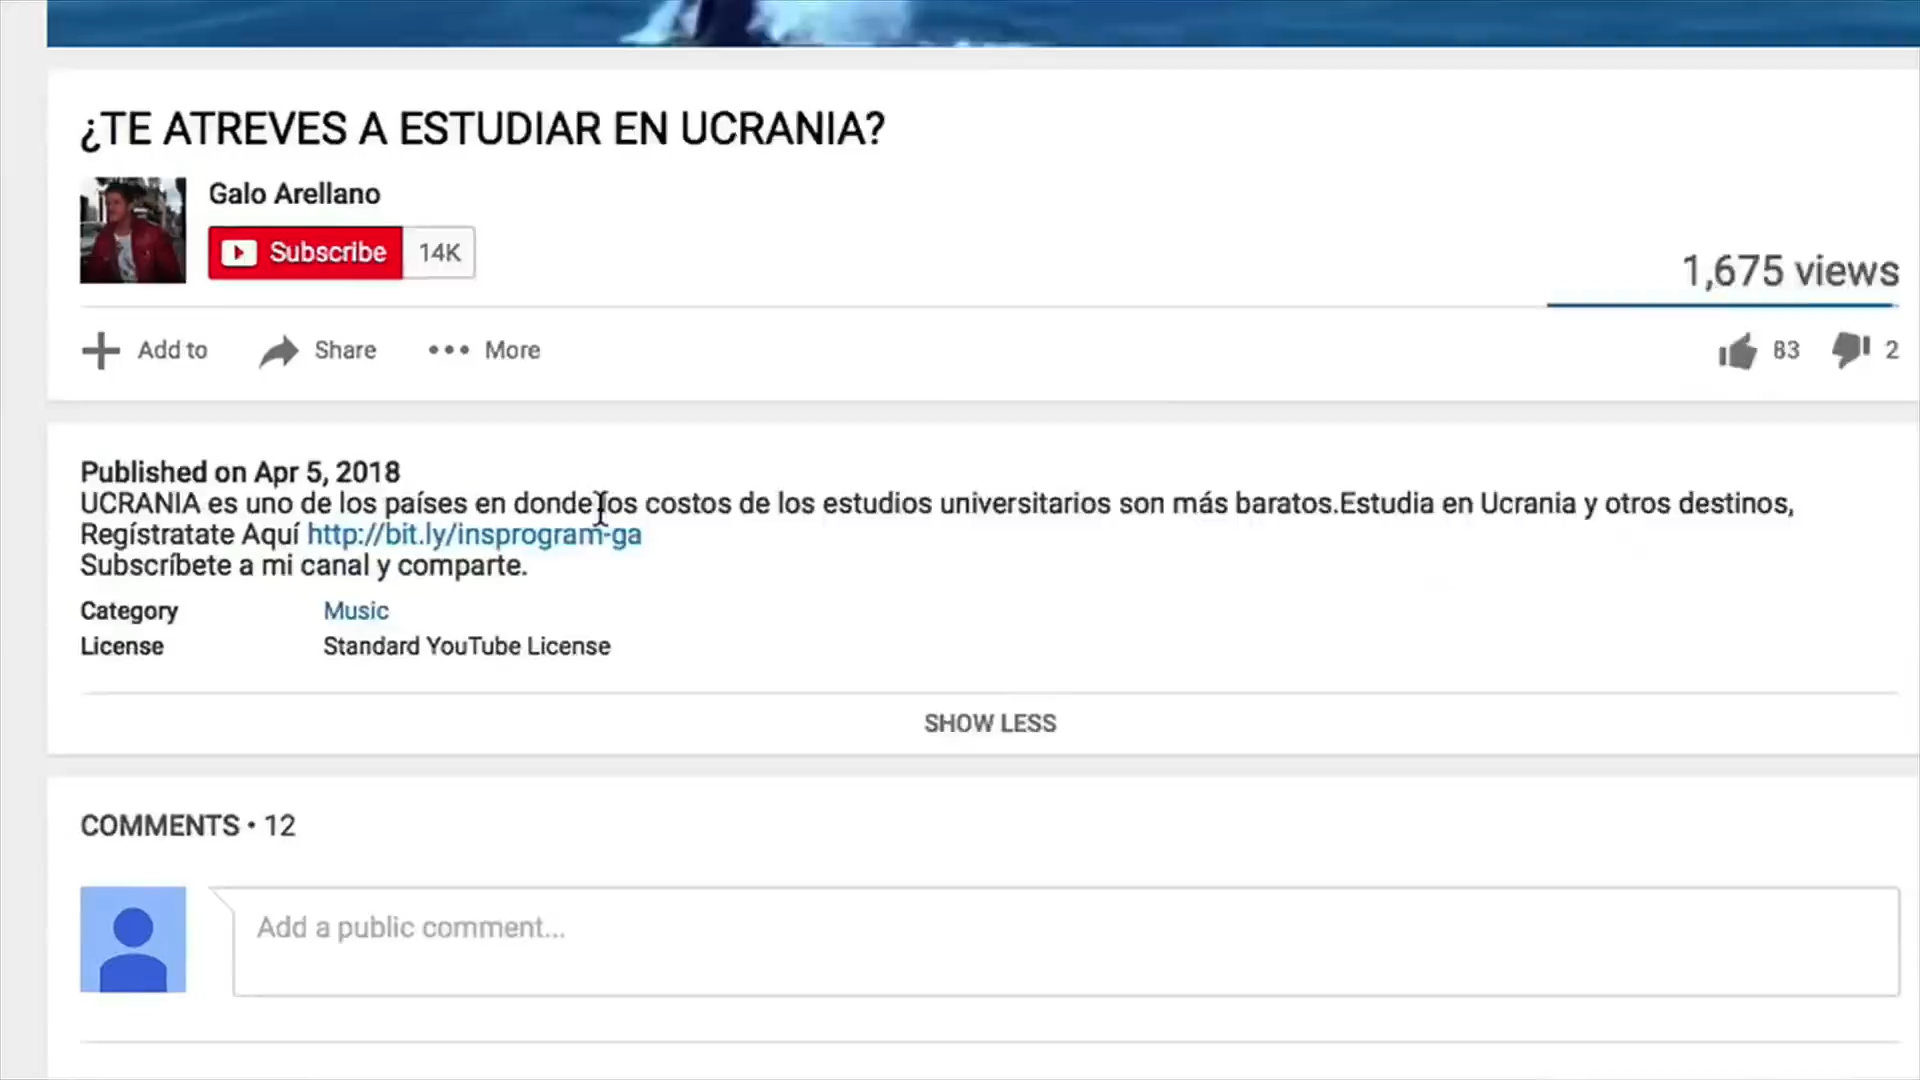 ¿TE ATREVES A ESTUDIAR EN UCRANIA?
Galo Arellano
Subscribe 14K
1,675 views
Add to Share More 83 2
Published on Apr 5, 2018
UCRANIA es uno de los países en donde los costos de los estudios universitarios son más baratos.Estudia en Ucrania y otros destinos,
Regístratate Aquí http://bit.ly/insprogram-ga
Subscríbete a mi canal y comparte.
Category Music
License Standard YouTube License
SHOW LESS
COMMENTS • 12
Add a public comment...